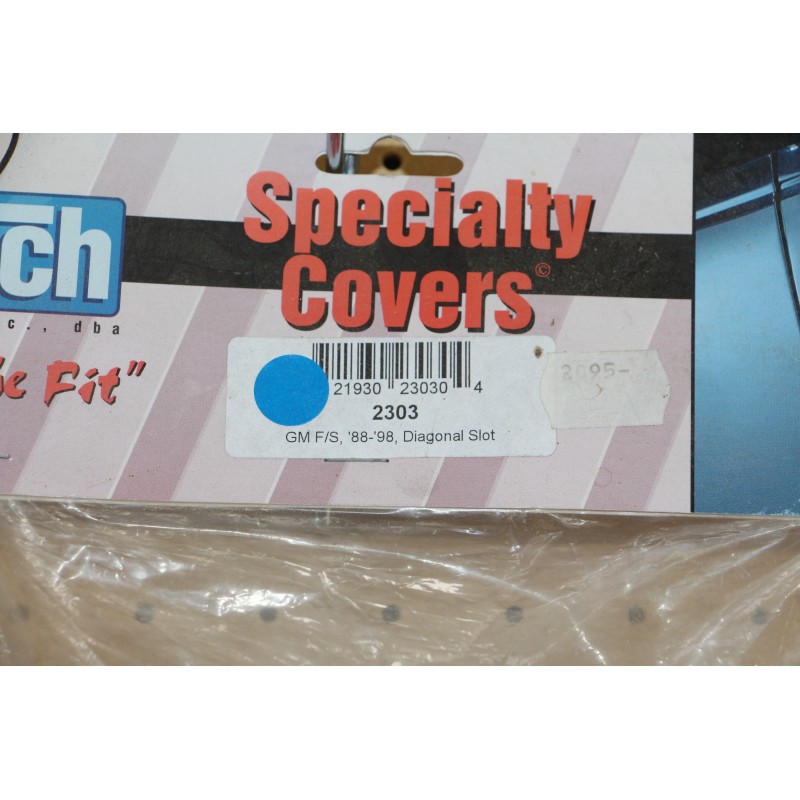 Specialty
Covers©
ch
c., dba
Fit"
21930 23030 4
2303
GM F/S, '88-'98, Diagonal Slot